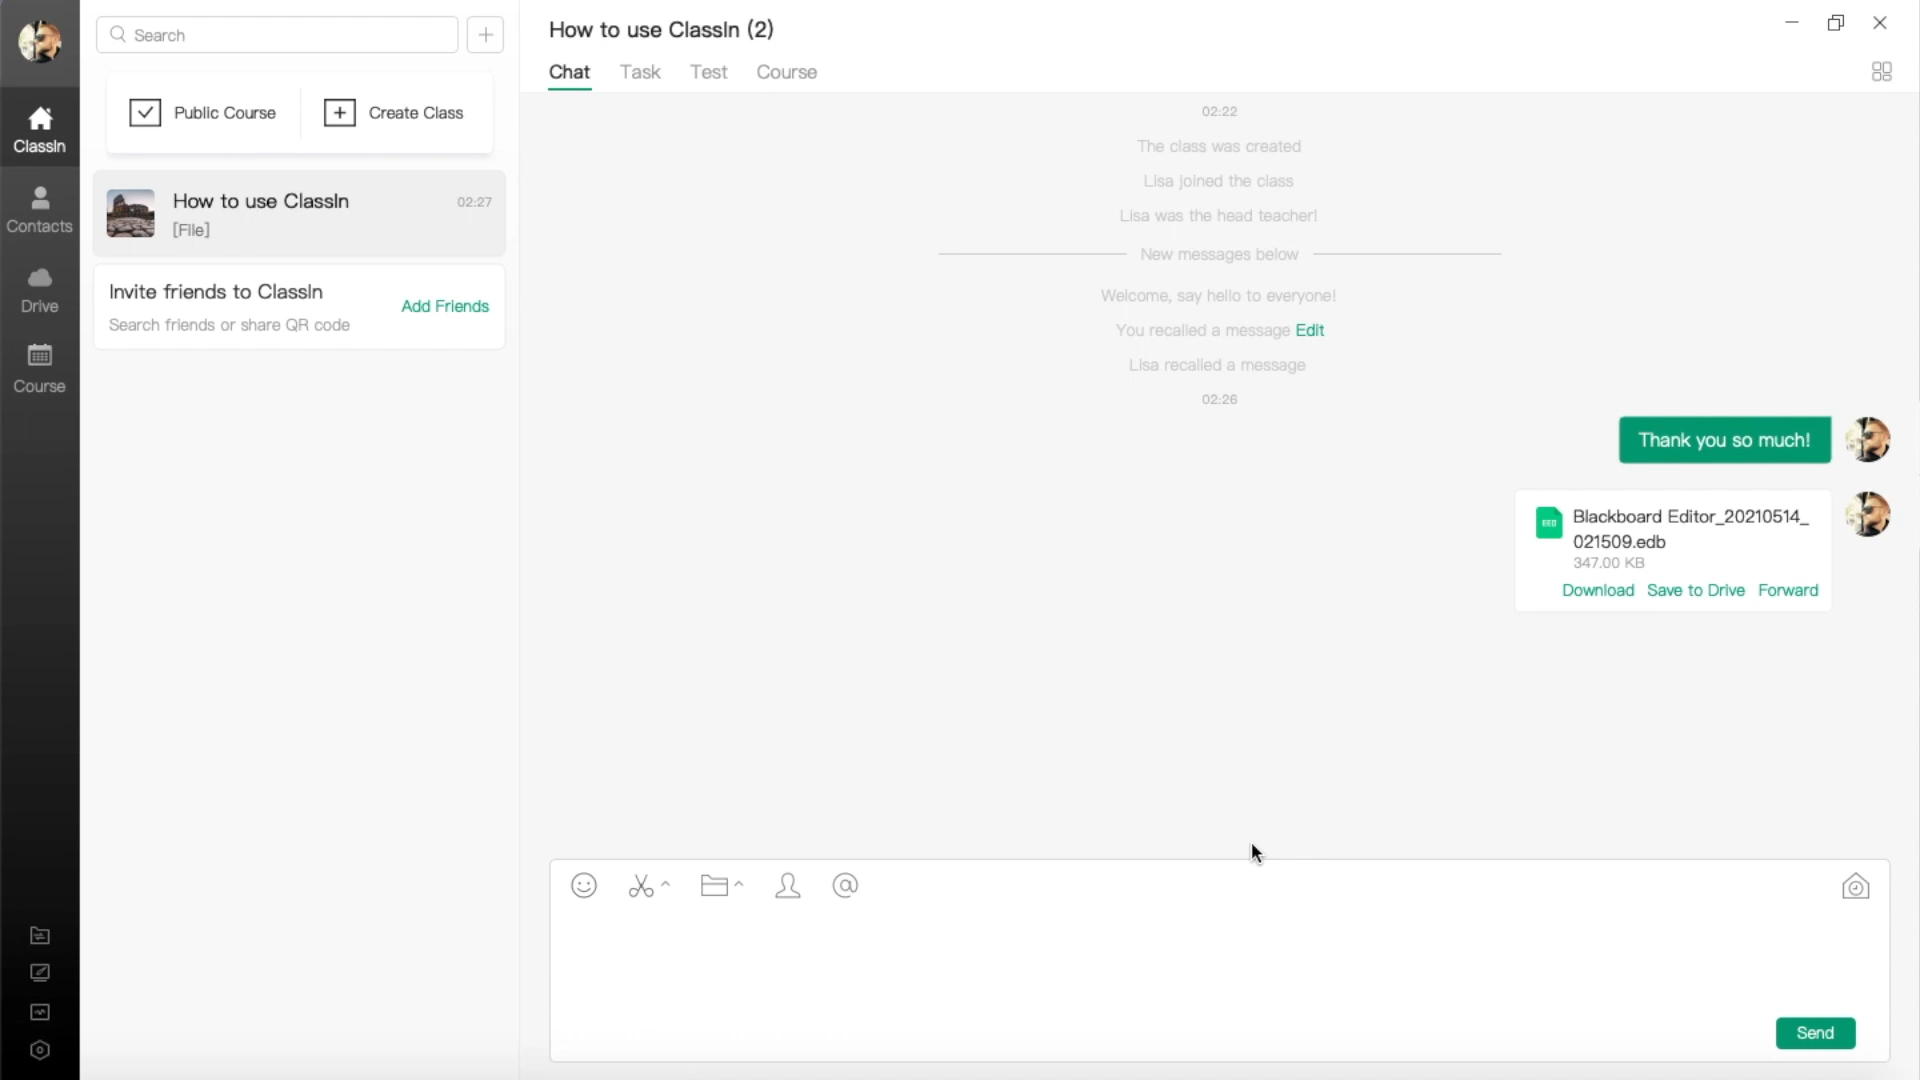 Search
Public Course
Create Class
ClassIn
Contacts
Drive
Course
How to use ClassIn
02:27
[File]
Invite friends to ClassIn
Search friends or share QR code
Add Friends
How to use ClassIn (2)
Chat
Task
Test
Course
02:22
The class was created
Lisa joined the class
Lisa was the head teacher!
New messages below
Welcome, say hello to everyone!
You recalled a message Edit
Lisa recalled a message
02:26
Thank you so much!
Blackboard Editor_20210514_
021509.edb
347.00 KB
Download Save to Drive Forward
Send